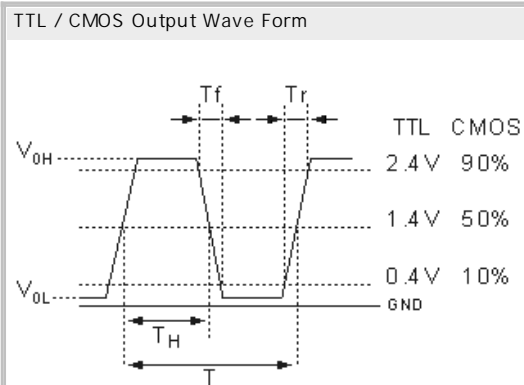 TTL / CMOS Output Wave Form
Tf Tr
TTL CMOS
V0H
2.4V 90%
1.4V 50%
0.4V 10%
V0L
GND
TH
T